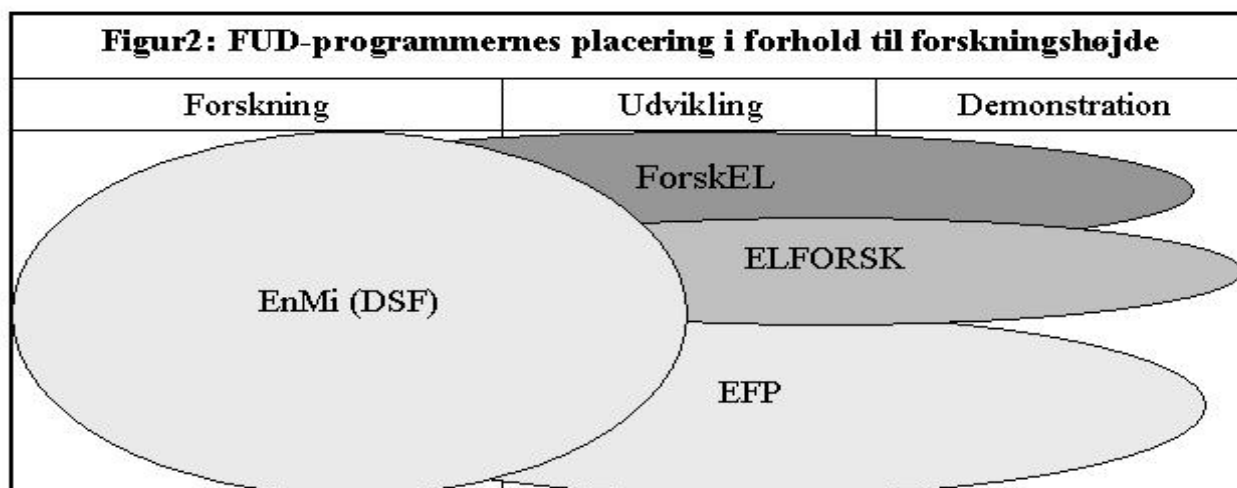 Figur2: FUD-programmernes placering i forhold til forskningshøjde
Forskning Udvikling Demonstration
ForskEL
ELFORSK
EnMi (DSF)
EFP